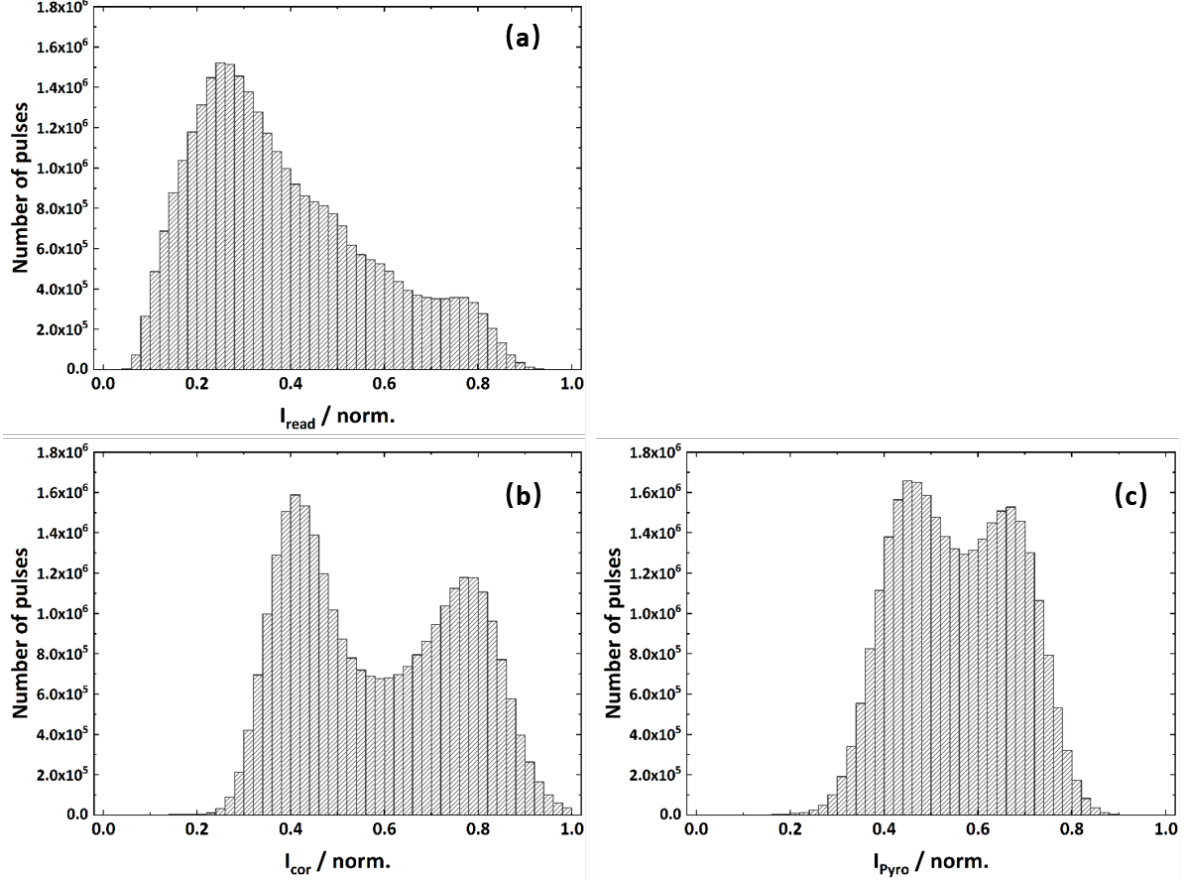 1.8x10⁶
1.6x10⁶
1.4x10⁶
1.2x10⁶
1.0x10⁶
8.0x10⁵
6.0x10⁵
4.0x10⁵
2.0x10⁵
0.0
Number of pulses
(a)
0.0 0.2 0.4 0.6 0.8 1.0
I_read / norm.
1.8x10⁶
1.6x10⁶
1.4x10⁶
1.2x10⁶
1.0x10⁶
8.0x10⁵
6.0x10⁵
4.0x10⁵
2.0x10⁵
0.0
Number of pulses
(b)
0.0 0.2 0.4 0.6 0.8 1.0
I_cor / norm.
1.8x10⁶
1.6x10⁶
1.4x10⁶
1.2x10⁶
1.0x10⁶
8.0x10⁵
6.0x10⁵
4.0x10⁵
2.0x10⁵
0.0
Number of pulses
(c)
0.0 0.2 0.4 0.6 0.8 1.0
I_Pyro / norm.